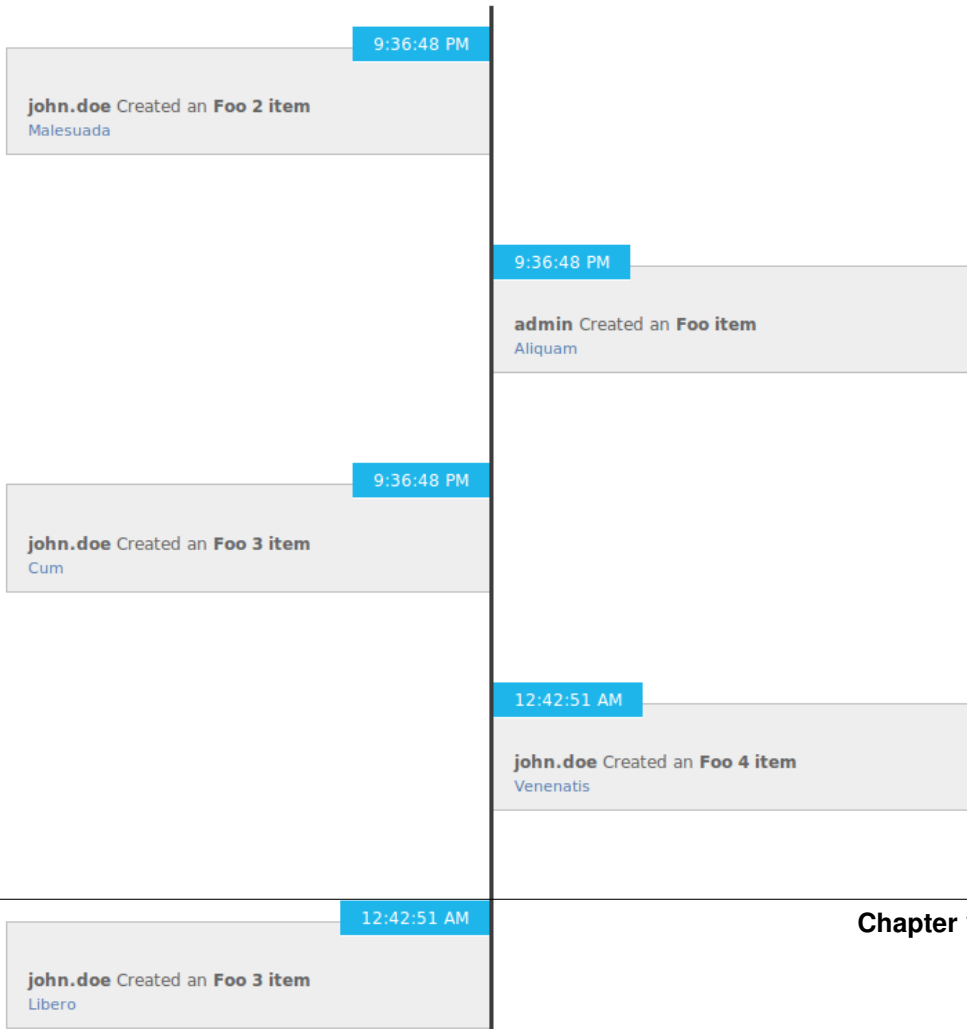 9:36:48 PM
john.doe Created an Foo 2 item
Malesuada
9:36:48 PM
admin Created an Foo item
Aliquam
9:36:48 PM
john.doe Created an Foo 3 item
Cum
12:42:51 AM
john.doe Created an Foo 4 item
Venenatis
12:42:51 AM
Chapter
john.doe Created an Foo 3 item
Libero